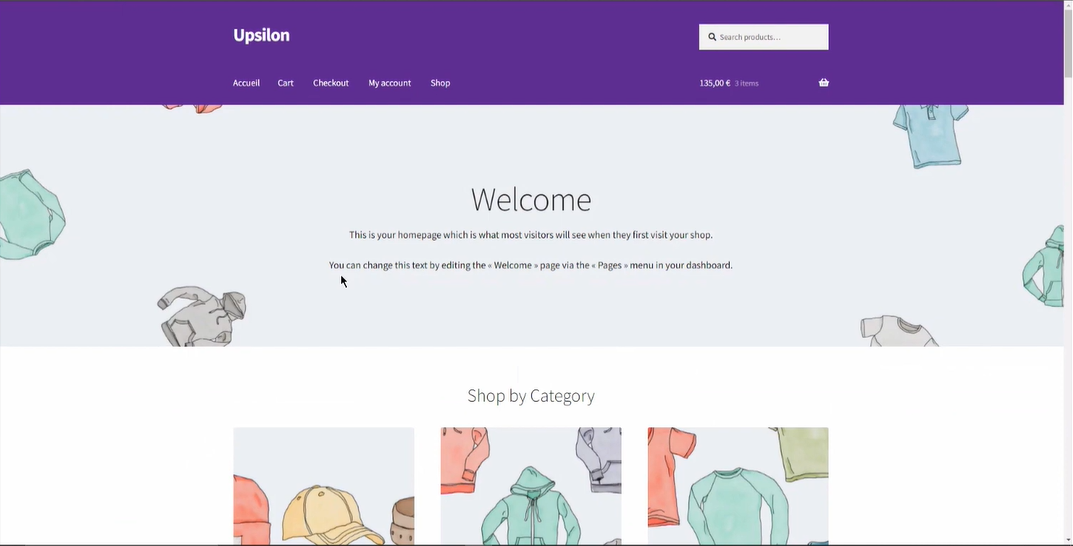 Upsilon
Search products…
Accueil Cart Checkout My account Shop
135,00 € 3 items
Welcome
This is your homepage which is what most visitors will see when they first visit your shop.
You can change this text by editing the « Welcome » page via the « Pages » menu in your dashboard.
Shop by Category